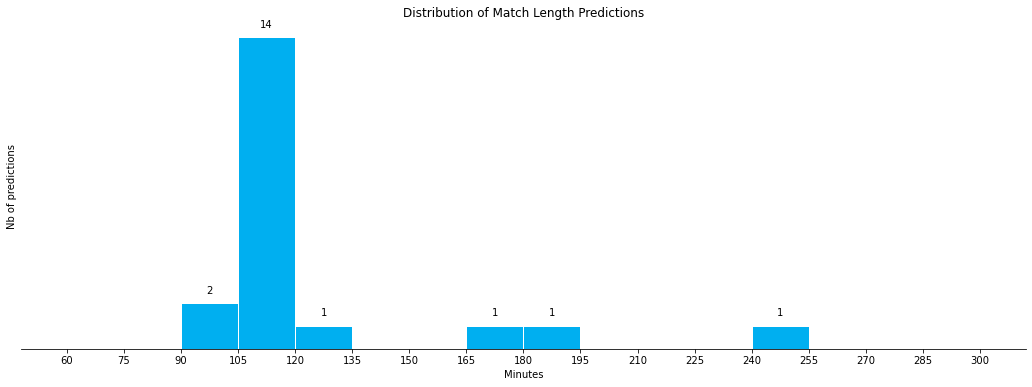 Distribution of Match Length Predictions
14
2
1
1
1
1
Nb of predictions
60 75 90 105 120 135 150 165 180 195 210 225 240 255 270 285 300
Minutes